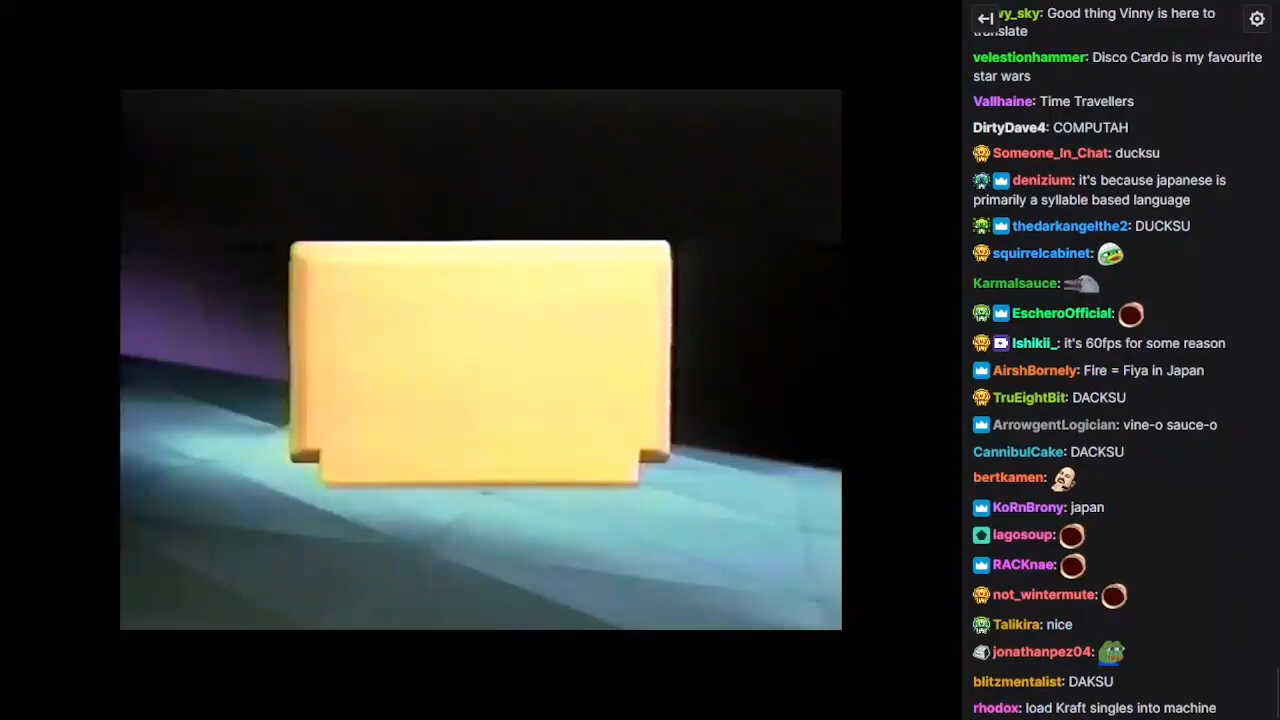 vy_sky: Good thing Vinny is here to
translate
velestionhammer: Disco Cardo is my favourite
star wars
Vallhaine: Time Travellers
DirtyDave4: COMPUTAH
Someone_In_Chat: ducksu
denizium: it's because japanese is
primarily a syllable based language
thedarkangelthe2: DUCKSU
squirrelcabinet:
Karmalsauce:
EscheroOfficial:
Ishikii_: it's 60fps for some reason
AirshBornely: Fire = Fiya in Japan
TruEightBit: DACKSU
ArrowgentLogician: vine-o sauce-o
CannibulCake: DACKSU
bertkamen:
KoRnBrony: japan
lagosoup:
RACKnae:
not_wintermute:
Talikira: nice
jonathanpez04:
blitzmentalist: DAKSU
rhodox: load Kraft singles into machine